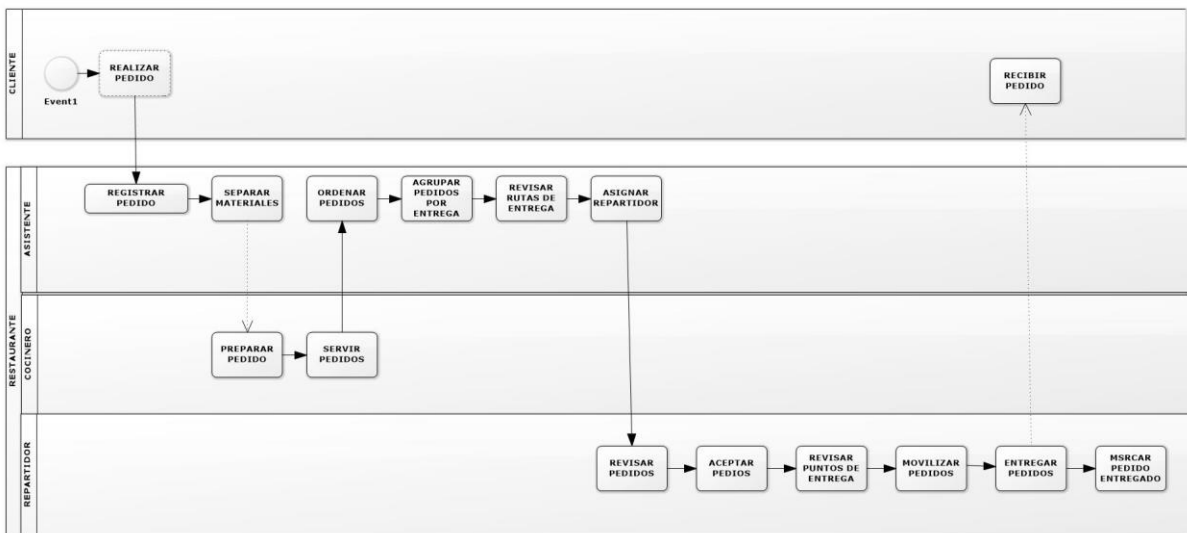 CLIENTE
Event1
REALIZAR
PEDIDO
RECIBIR
PEDIDO
RESTAURANTE
ASISTENTE
REGISTRAR
PEDIDO
SEPARAR
MATERIALES
ORDENAR
PEDIDOS
AGRUPAR
PEDIDOS
POR
ENTREGA
REVISAR
RUTAS DE
ENTREGA
ASIGNAR
REPARTIDOR
COCINERO
PREPARAR
PEDIDO
SERVIR
PEDIDOS
REPARTIDOR
REVISAR
PEDIDOS
ACEPTAR
PEDIOS
REVISAR
PUNTOS DE
ENTREGA
MOVILIZAR
PEDIDOS
ENTREGAR
PEDIDOS
MSRCAR
PEDIDO
ENTREGADO